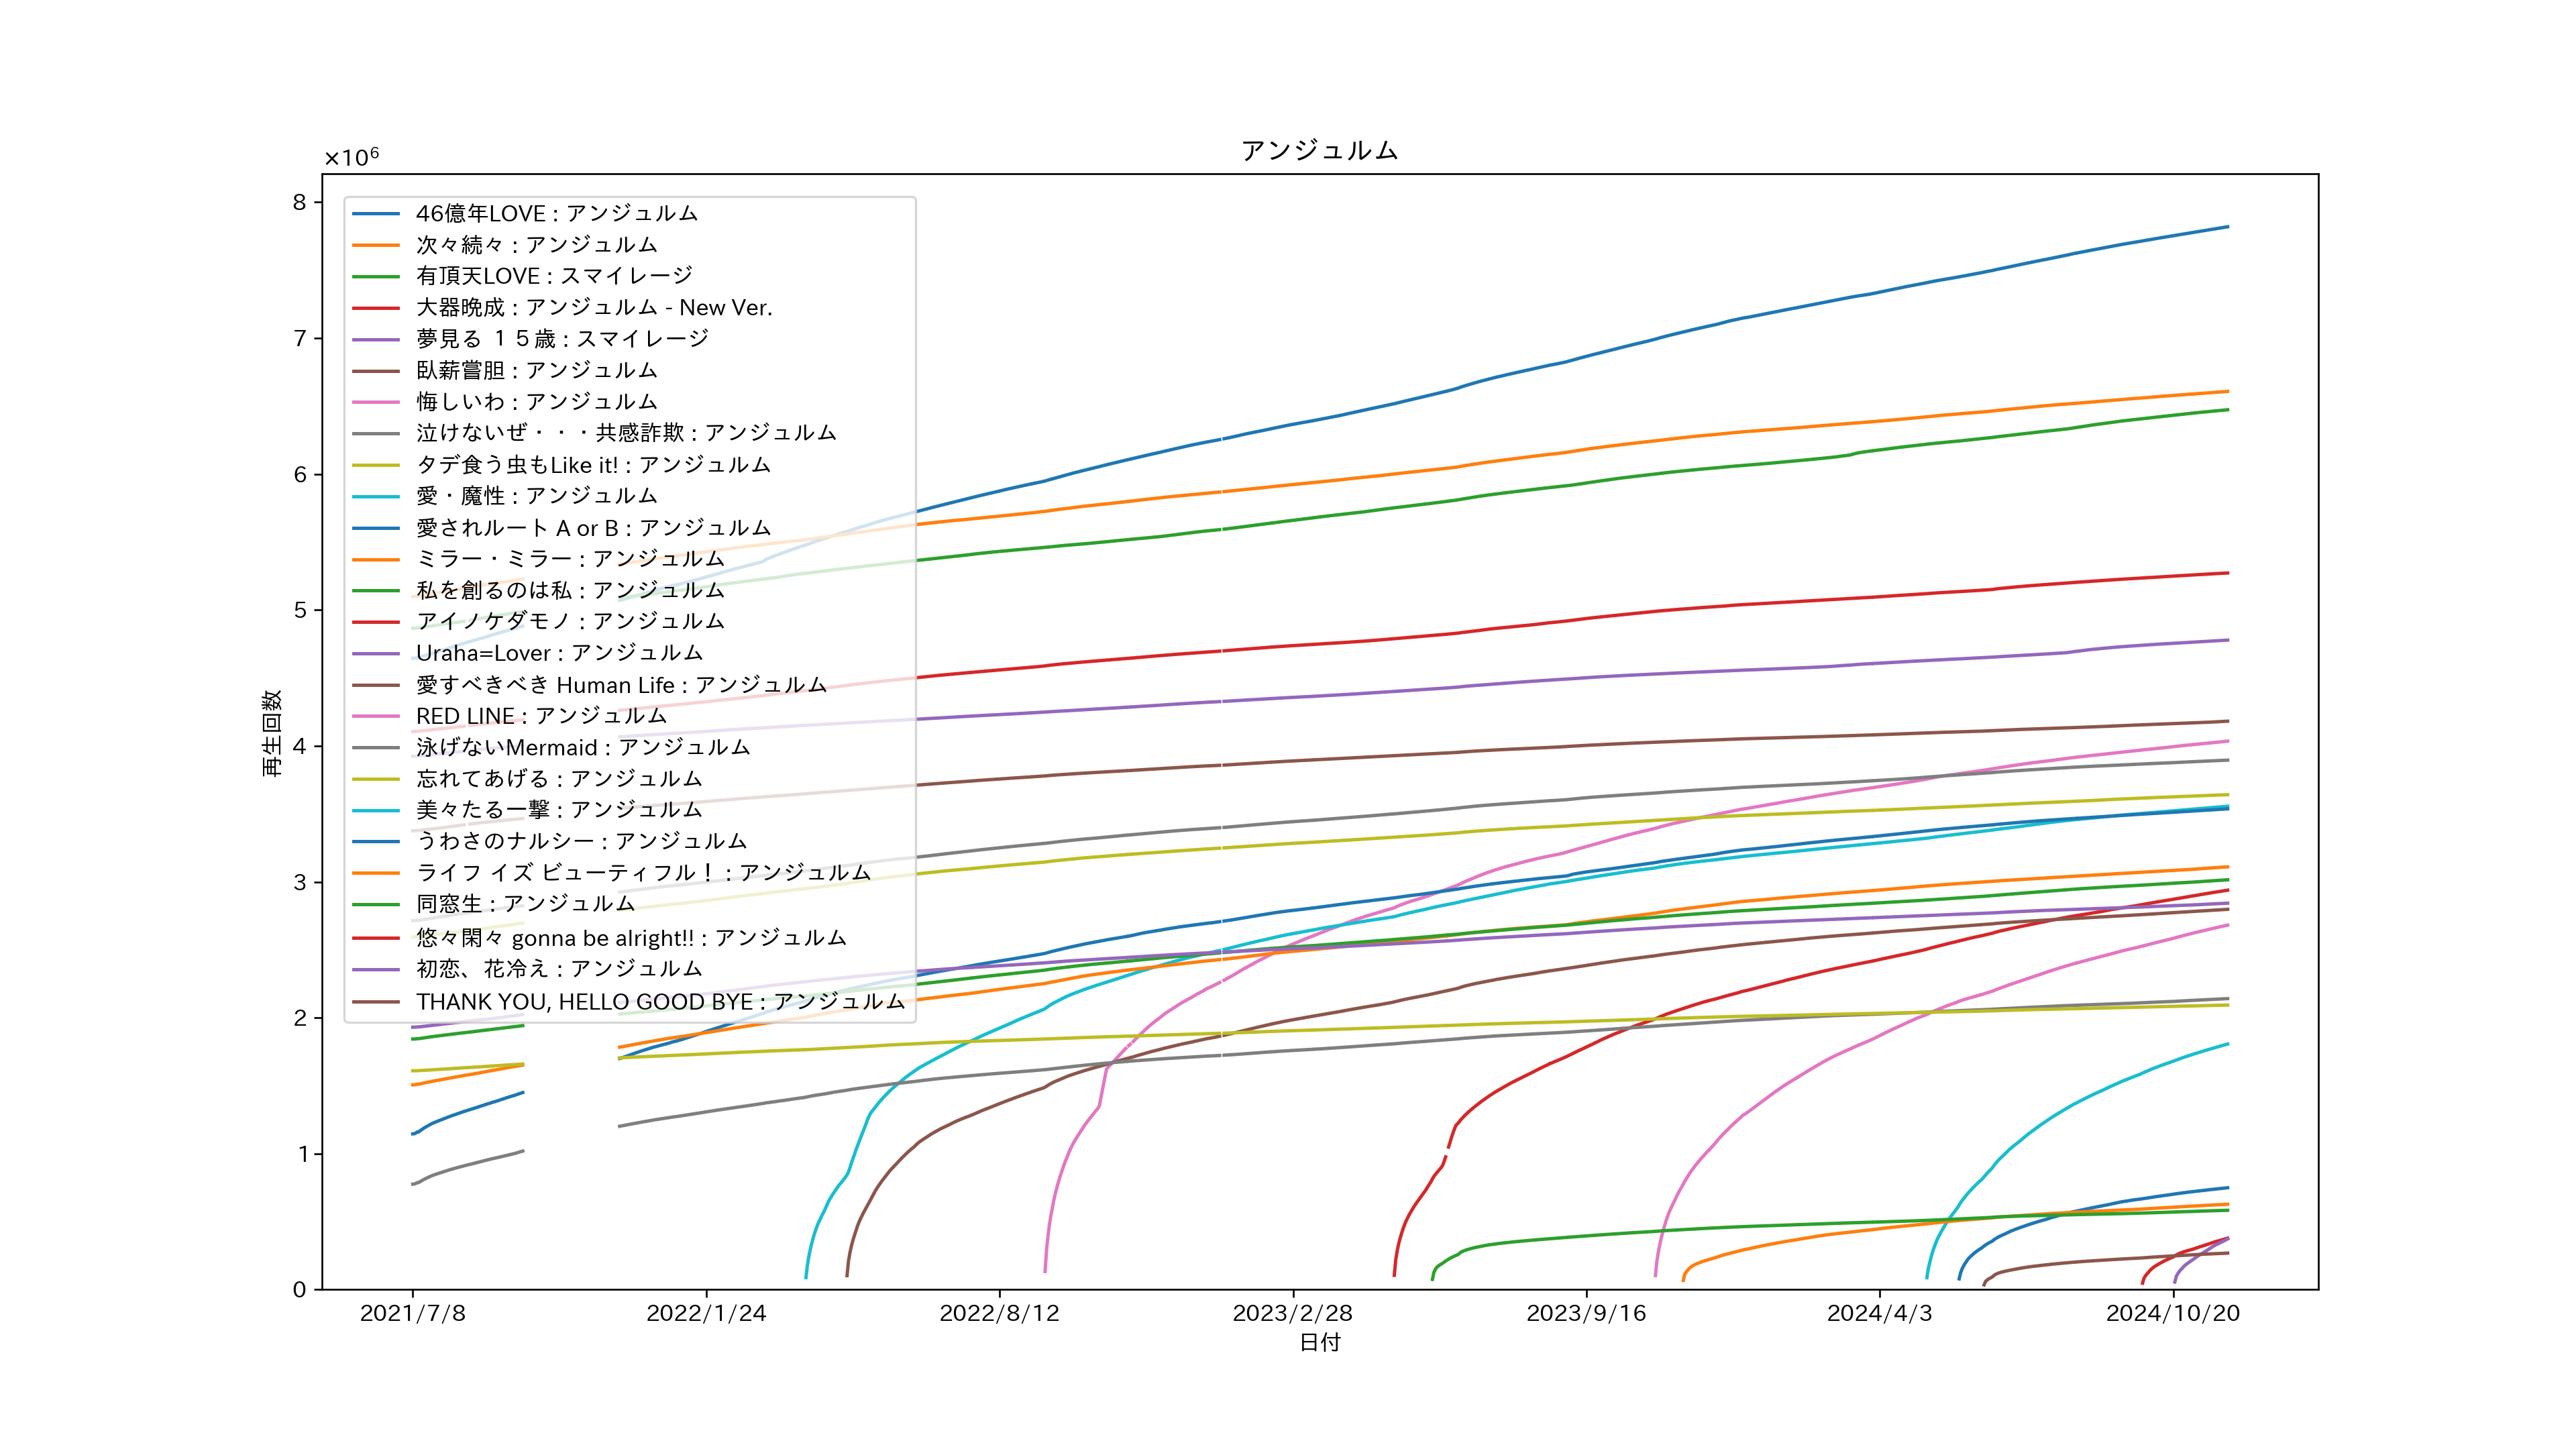 アンジュルム
×10⁶
8
7
6
5
4
3
2
1
0
再生回数
46億年LOVE : アンジュルム
次々続々 : アンジュルム
有頂天LOVE : スマイレージ
大器晩成 : アンジュルム - New Ver.
夢見る １５歳 : スマイレージ
臥薪嘗胆 : アンジュルム
悔しいわ : アンジュルム
泣けないぜ・・・共感詐欺 : アンジュルム
タデ食う虫もLike it! : アンジュルム
愛・魔性 : アンジュルム
愛されルート A or B : アンジュルム
ミラー・ミラー : アンジュルム
私を創るのは私 : アンジュルム
アイノケダモノ : アンジュルム
Uraha=Lover : アンジュルム
愛すべきべき Human Life : アンジュルム
RED LINE : アンジュルム
泳げないMermaid : アンジュルム
忘れてあげる : アンジュルム
美々たる一撃 : アンジュルム
うわさのナルシー : アンジュルム
ライフ イズ ビューティフル！ : アンジュルム
同窓生 : アンジュルム
悠々閑々 gonna be alright!! : アンジュルム
初恋、花冷え : アンジュルム
THANK YOU, HELLO GOOD BYE : アンジュルム
2021/7/8 2022/1/24 2022/8/12 2023/2/28 2023/9/16 2024/4/3 2024/10/20
日付